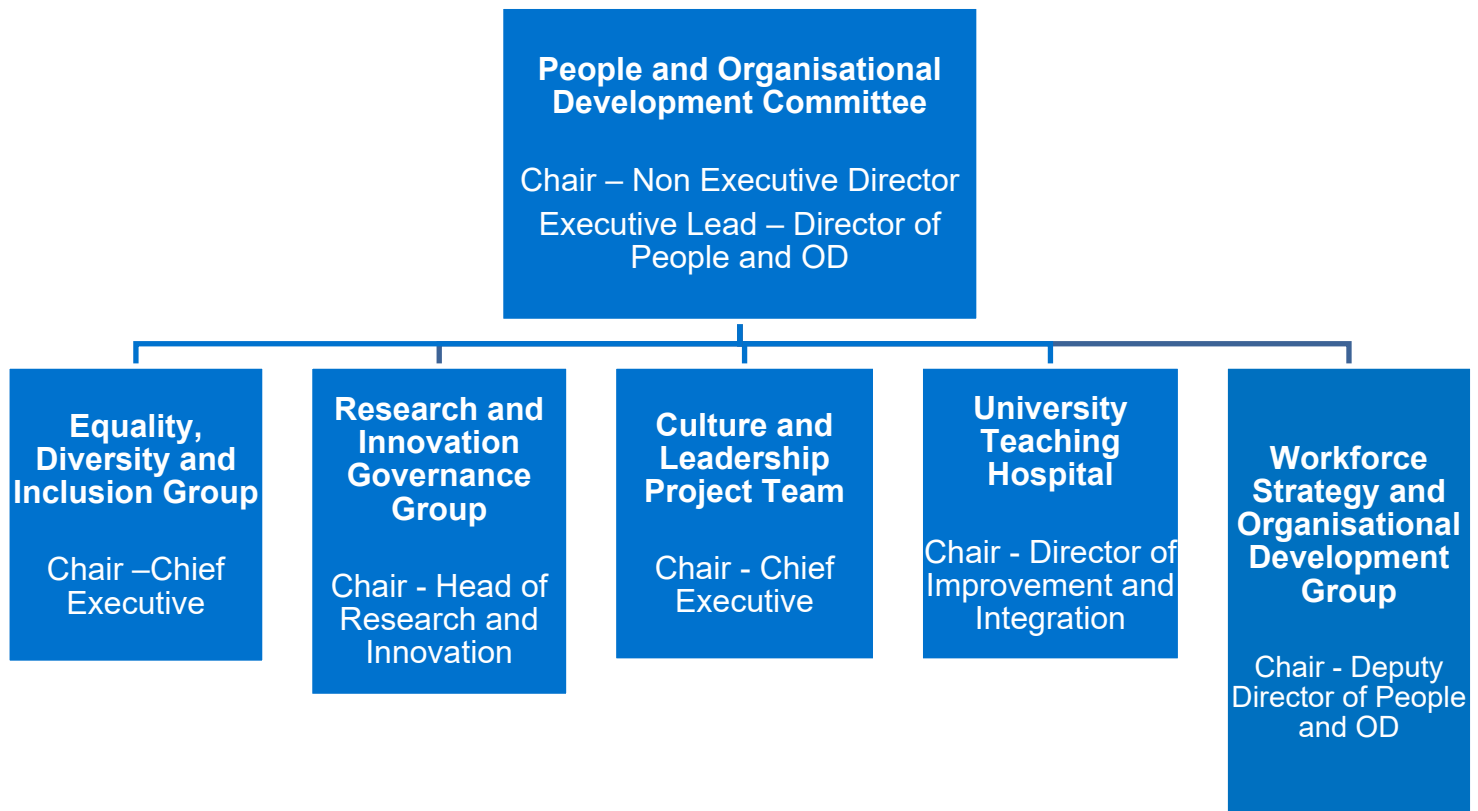 People and Organisational
Development Committee
Chair – Non Executive Director
Executive Lead – Director of
People and OD
Equality,
Diversity and
Inclusion Group
Chair –Chief
Executive
Research and
Innovation
Governance
Group
Chair - Head of
Research and
Innovation
Culture and
Leadership
Project Team
Chair - Chief
Executive
University
Teaching
Hospital
Chair - Director of
Improvement and
Integration
Workforce
Strategy and
Organisational
Development
Group
Chair - Deputy
Director of People
and OD